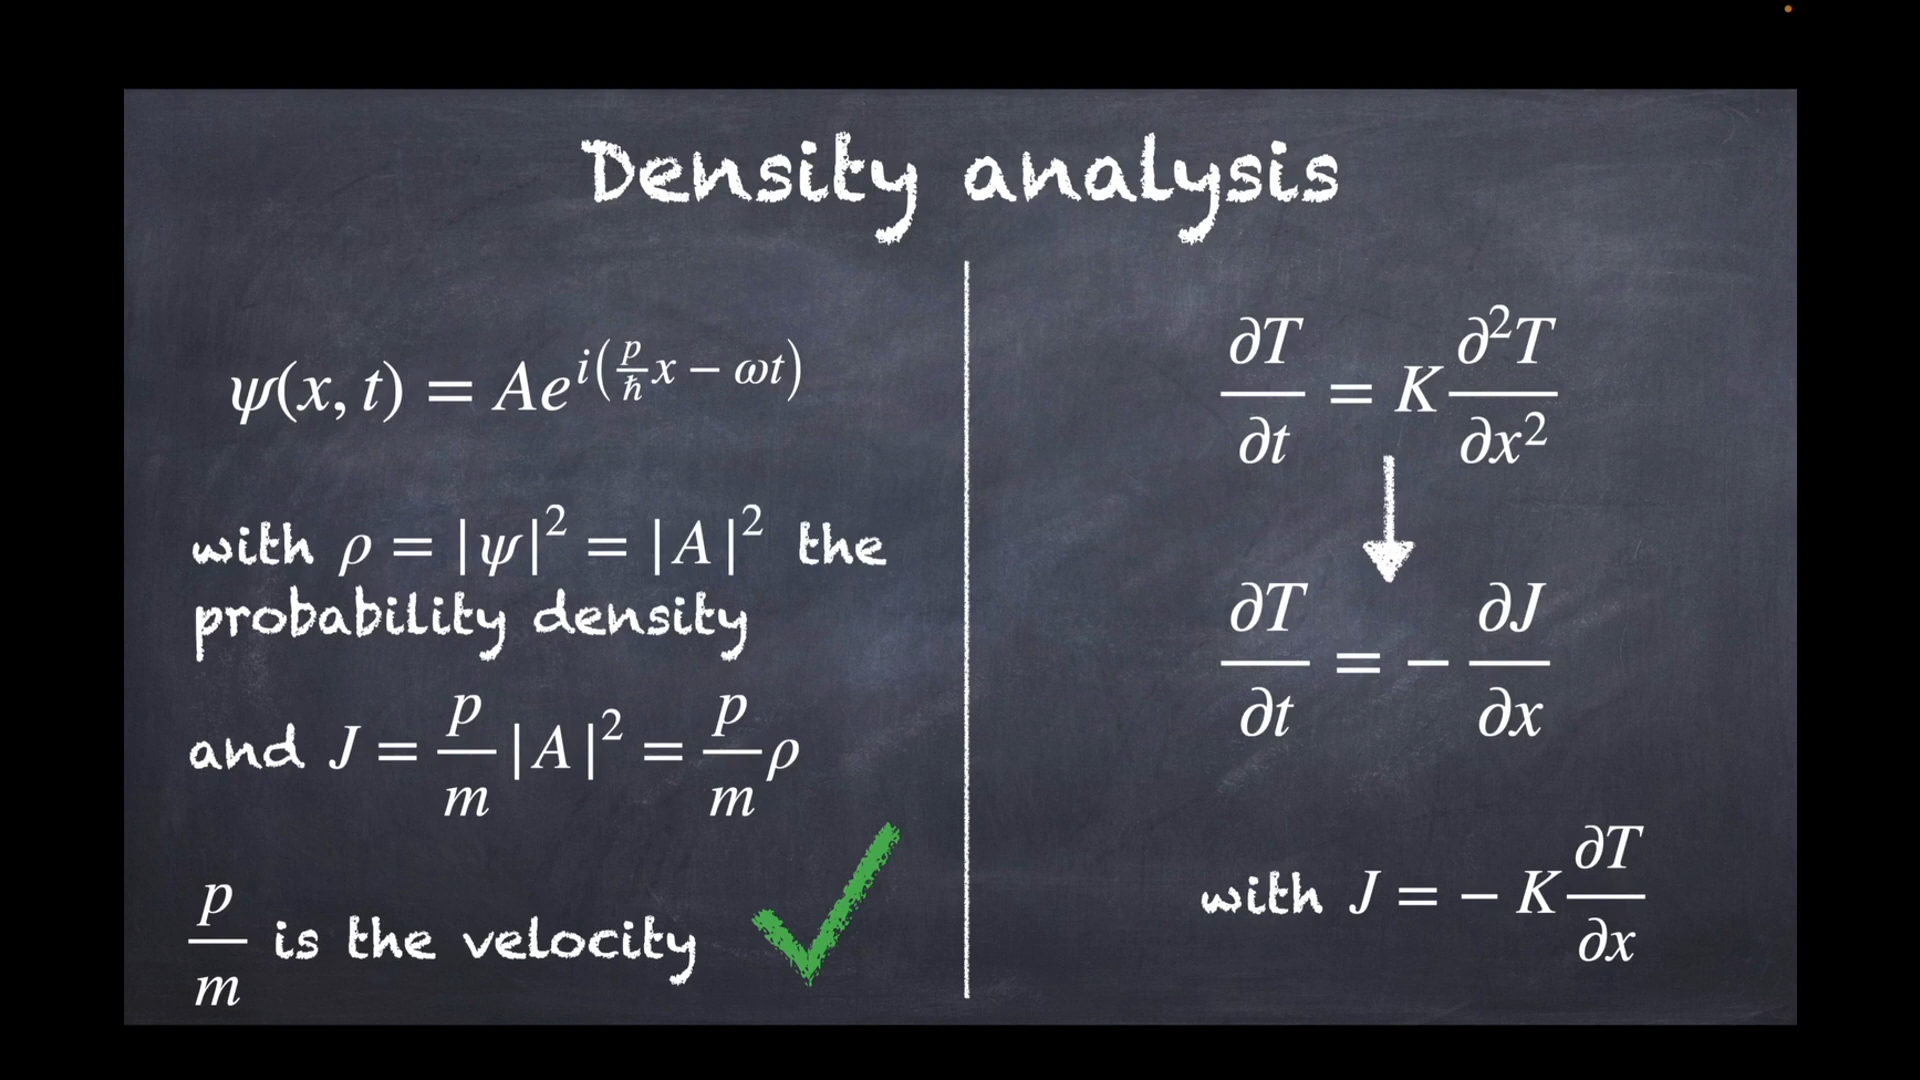 Density analysis
ψ(x, t) = Ae^{i(p/ħ x − ωt)}
with ρ = |ψ|² = |A|² the
probability density
and J = p/m |A|² = p/m ρ
p/m is the velocity
∂T/∂t = K ∂²T/∂x²
∂T/∂t = − ∂J/∂x
with J = − K ∂T/∂x